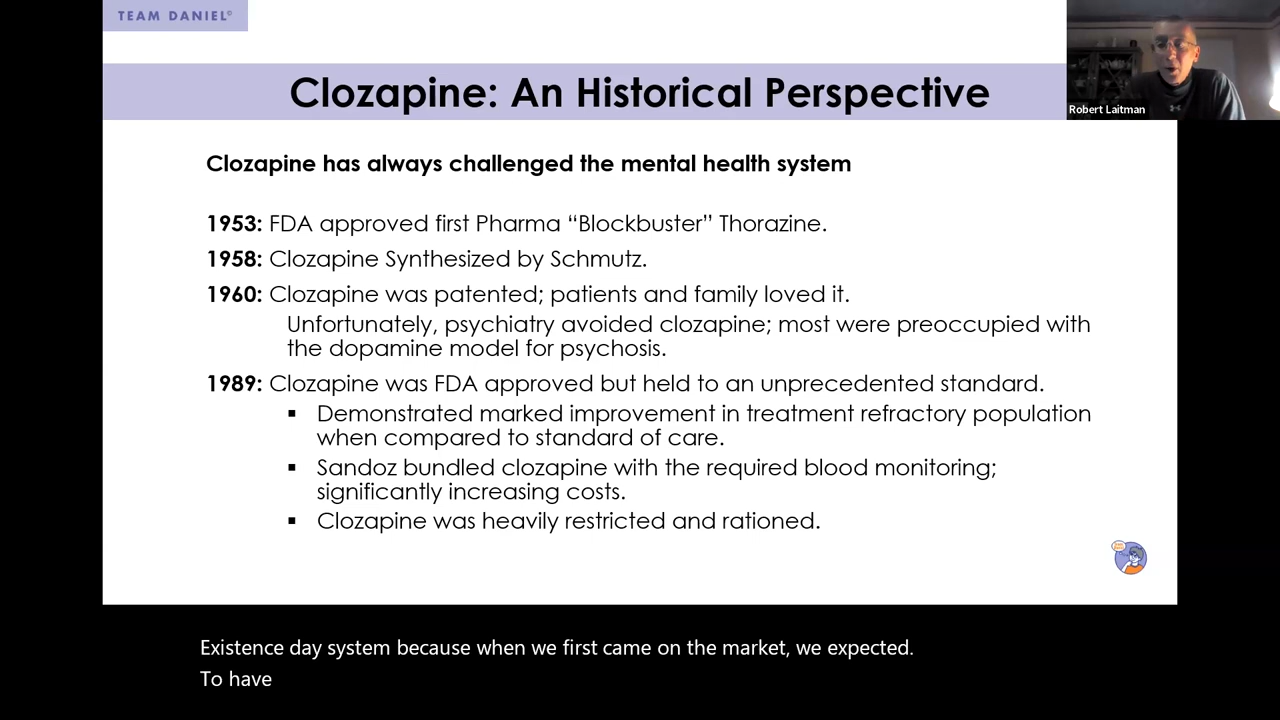 TEAM DANIEL®
Clozapine: An Historical Perspective
Robert Laitman
Clozapine has always challenged the mental health system
1953: FDA approved first Pharma “Blockbuster” Thorazine.
1958: Clozapine Synthesized by Schmutz.
1960: Clozapine was patented; patients and family loved it.
Unfortunately, psychiatry avoided clozapine; most were preoccupied with
the dopamine model for psychosis.
1989: Clozapine was FDA approved but held to an unprecedented standard.
▪ Demonstrated marked improvement in treatment refractory population
when compared to standard of care.
▪ Sandoz bundled clozapine with the required blood monitoring;
significantly increasing costs.
▪ Clozapine was heavily restricted and rationed.
Existence day system because when we first came on the market, we expected.
To have